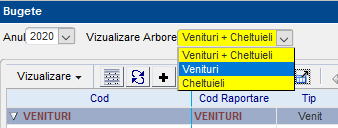 Bugete
Anul 2020 Vizualizare Arbore Venituri + Cheltuieli
Venituri + Cheltuieli
Venituri
Cheltuieli
Vizualizare
Cod Cod Raportare Tip
VENITURI VENITURI Venit